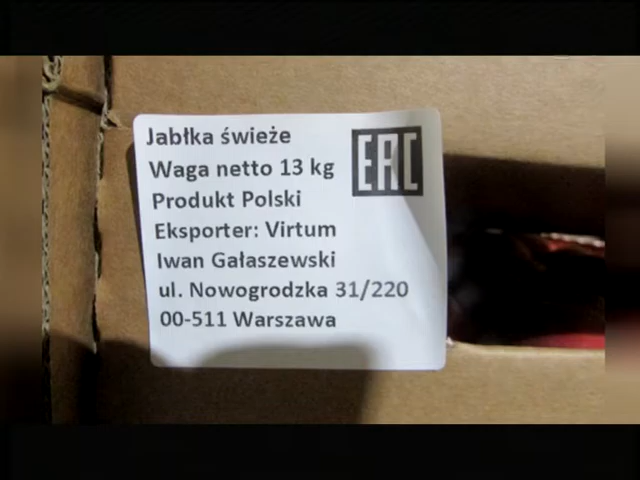 Jabłka świeże
EAC
Waga netto 13 kg
Produkt Polski
Eksporter: Virtum
Iwan Gałaszewski
ul. Nowogrodzka 31/220
00-511 Warszawa